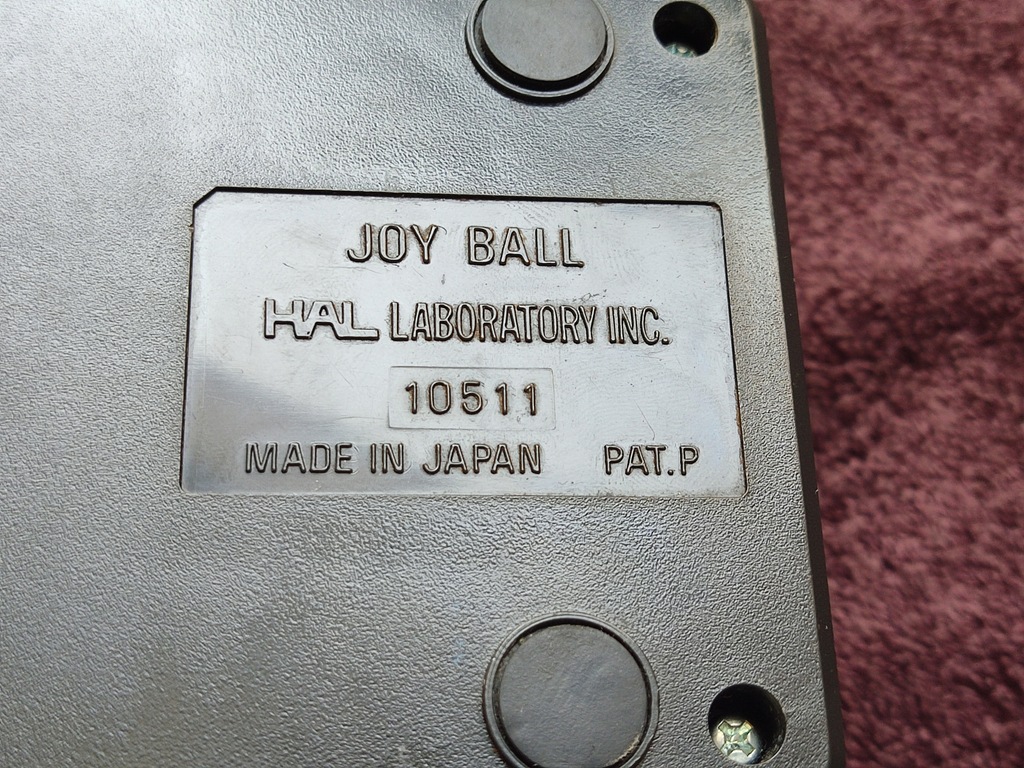 JOY BALL
HAL LABORATORY INC.
10511
MADE IN JAPAN PAT.P